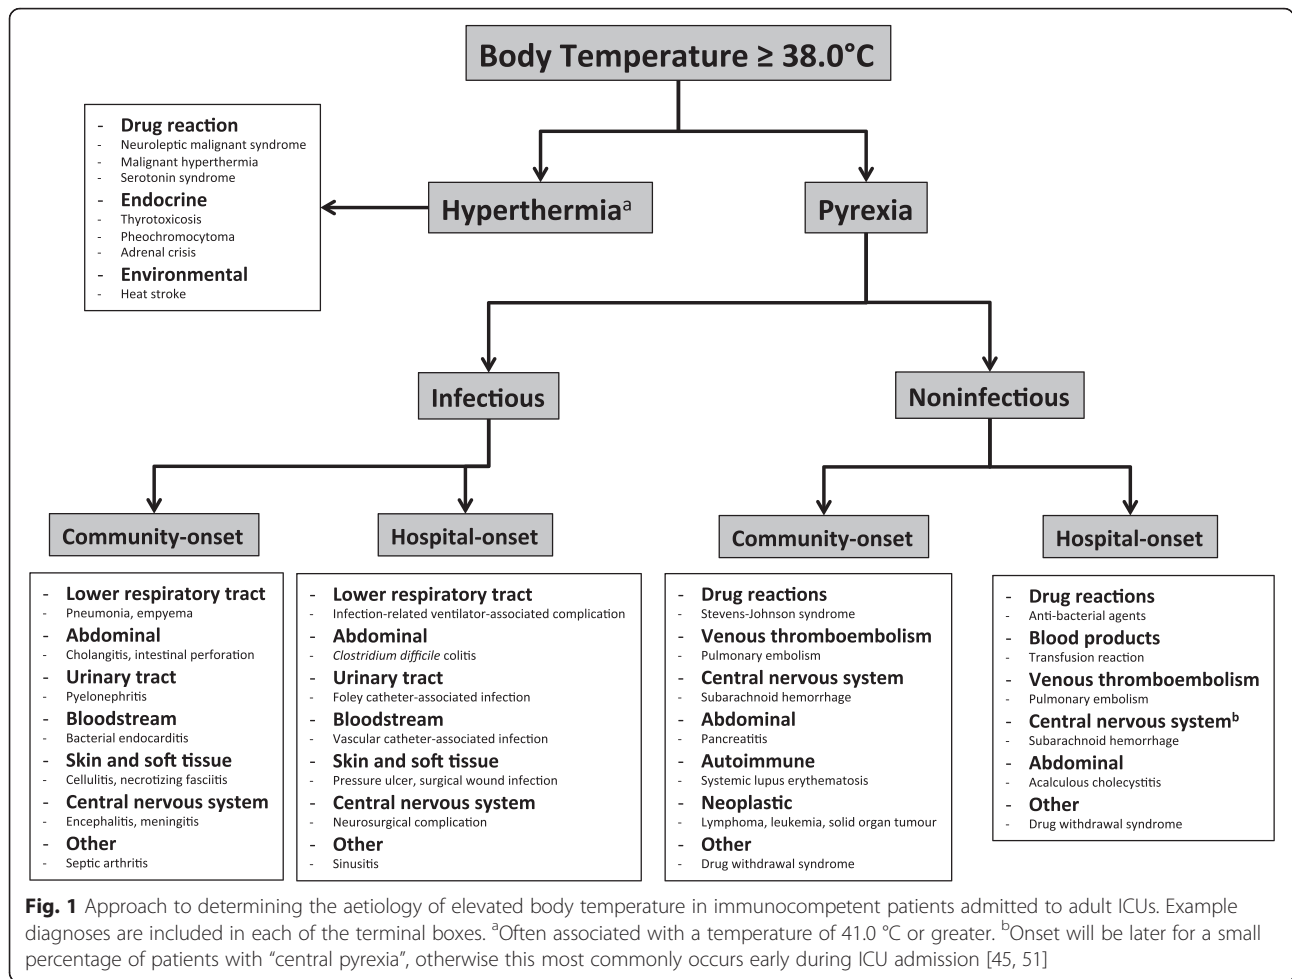 Body Temperature ≥ 38.0°C
- Drug reaction
- Neuroleptic malignant syndrome
- Malignant hyperthermia
- Serotonin syndrome
- Endocrine
- Thyrotoxicosis
- Pheochromocytoma
- Adrenal crisis
- Environmental
- Heat stroke
Hyperthermiaᵃ
Pyrexia
Infectious
Noninfectious
Community-onset
Hospital-onset
Community-onset
Hospital-onset
- Lower respiratory tract
- Pneumonia, empyema
- Abdominal
- Cholangitis, intestinal perforation
- Urinary tract
- Pyelonephritis
- Bloodstream
- Bacterial endocarditis
- Skin and soft tissue
- Cellulitis, necrotizing fasciitis
- Central nervous system
- Encephalitis, meningitis
- Other
- Septic arthritis
- Lower respiratory tract
- Infection-related ventilator-associated complication
- Abdominal
- Clostridium difficile colitis
- Urinary tract
- Foley catheter-associated infection
- Bloodstream
- Vascular catheter-associated infection
- Skin and soft tissue
- Pressure ulcer, surgical wound infection
- Central nervous system
- Neurosurgical complication
- Other
- Sinusitis
- Drug reactions
- Stevens-Johnson syndrome
- Venous thromboembolism
- Pulmonary embolism
- Central nervous system
- Subarachnoid hemorrhage
- Abdominal
- Pancreatitis
- Autoimmune
- Systemic lupus erythematosis
- Neoplastic
- Lymphoma, leukemia, solid organ tumour
- Other
- Drug withdrawal syndrome
- Drug reactions
- Anti-bacterial agents
- Blood products
- Transfusion reaction
- Venous thromboembolism
- Pulmonary embolism
- Central nervous systemᵇ
- Subarachnoid hemorrhage
- Abdominal
- Acalculous cholecystitis
- Other
- Drug withdrawal syndrome
Fig. 1 Approach to determining the aetiology of elevated body temperature in immunocompetent patients admitted to adult ICUs. Example
diagnoses are included in each of the terminal boxes. ᵃOften associated with a temperature of 41.0 °C or greater. ᵇOnset will be later for a small
percentage of patients with “central pyrexia”, otherwise this most commonly occurs early during ICU admission [45, 51]